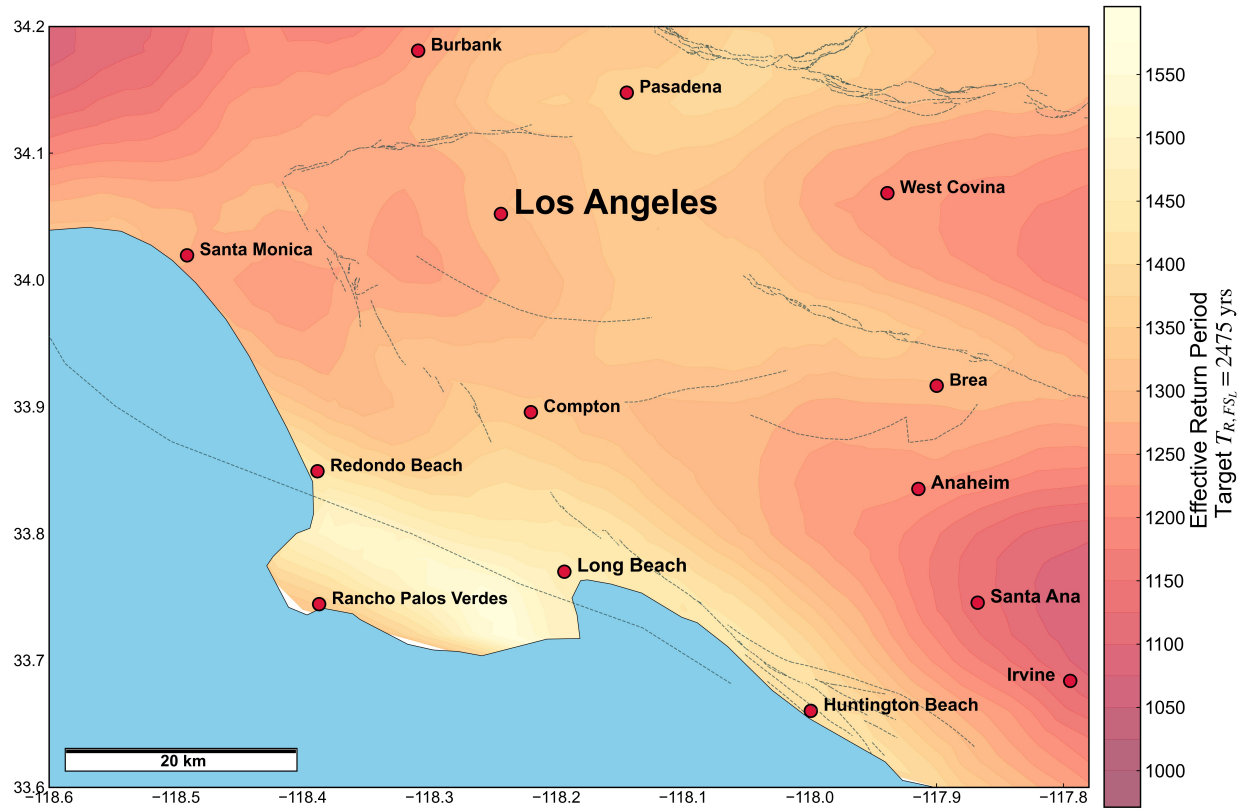 34.2
34.1
34.0
33.9
33.8
33.7
33.6
−118.6
−118.5
−118.4
−118.3
−118.2
−118.1
−118.0
−117.9
−117.8
Burbank
Pasadena
West Covina
Los Angeles
Santa Monica
Brea
Compton
Redondo Beach
Anaheim
Long Beach
Rancho Palos Verdes
Santa Ana
Irvine
Huntington Beach
20 km
1550
1500
1450
1400
1350
1300
1250
1200
1150
1100
1050
1000
Effective Return Period
Target T_{R, FS_L} = 2475 yrs